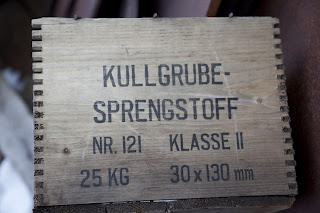 KULLGRUBE-
SPRENGSTOFF
NR. 121 KLASSE II
25 KG 30 x 130 mm